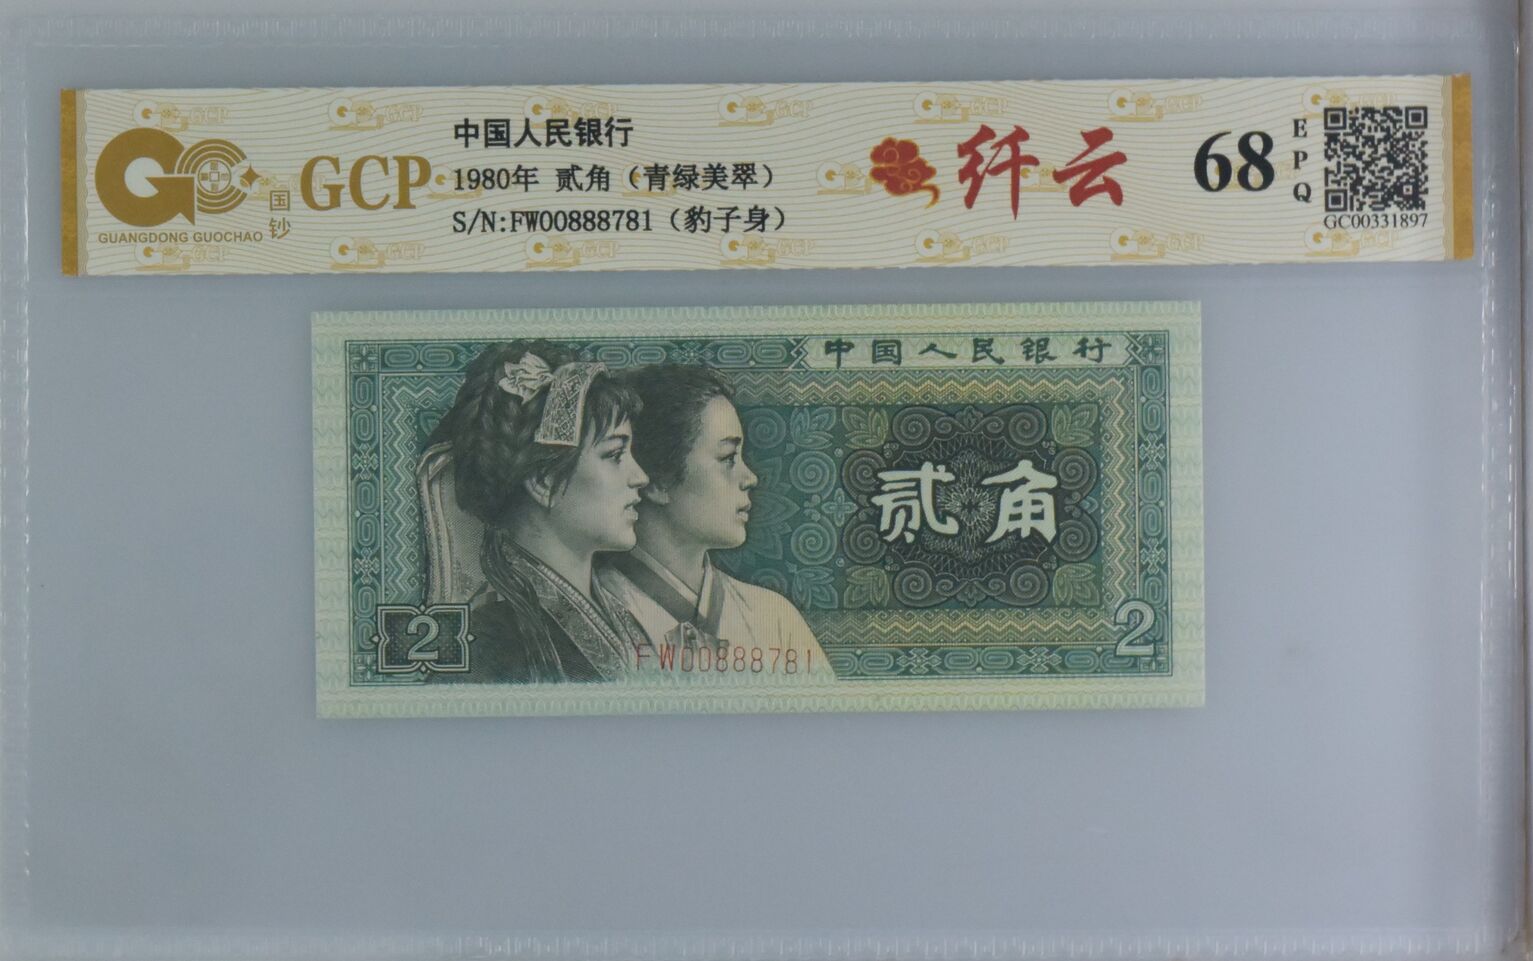 GUANGDONG GUOCHAO
国钞
GCP
中国人民银行
1980年 贰角（青绿美翠）
S/N:FW00888781（豹子身）
纤云
68
EPQ
GC00331897
中国人民银行
贰角
2
2
FW00888781